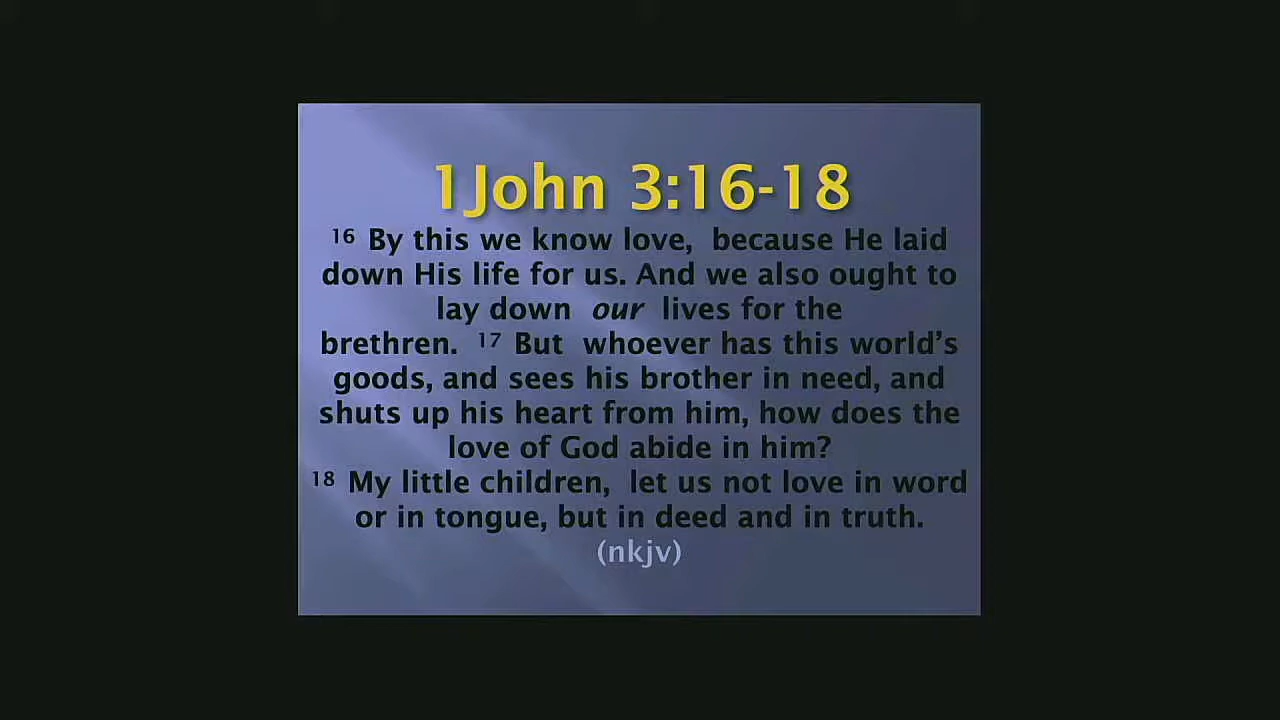 1 John 3:16-18
16 By this we know love, because He laid
down His life for us. And we also ought to
lay down our lives for the
brethren. 17 But whoever has this world’s
goods, and sees his brother in need, and
shuts up his heart from him, how does the
love of God abide in him?
18 My little children, let us not love in word
or in tongue, but in deed and in truth.
(nkjv)